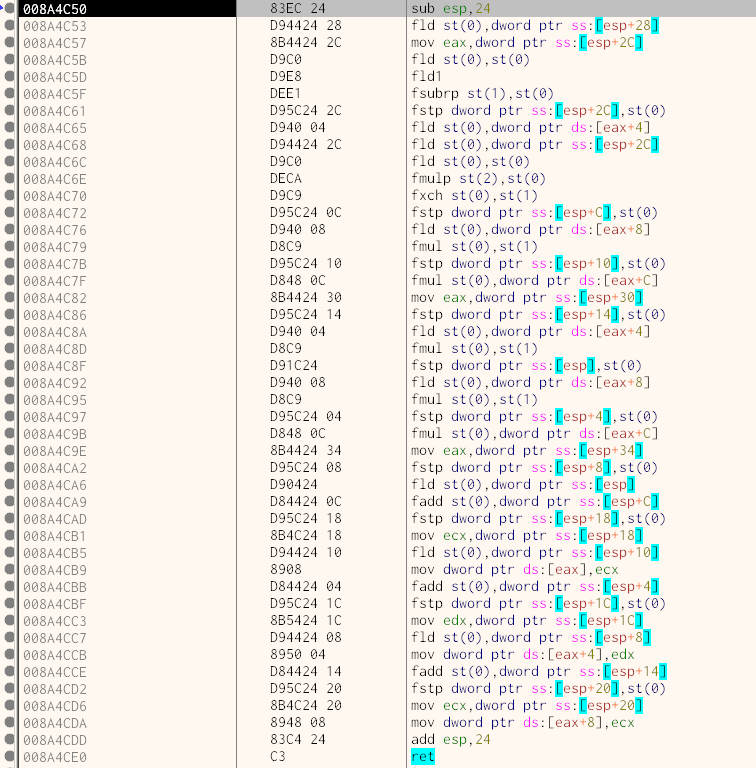 008A4C50 83EC 24 sub esp,24
008A4C53 D94424 28 fld st(0),dword ptr ss:[esp+28]
008A4C57 8B4424 2C mov eax,dword ptr ss:[esp+2C]
008A4C5B D9C0 fld st(0),st(0)
008A4C5D D9E8 fld1
008A4C5F DEE1 fsubrp st(1),st(0)
008A4C61 D95C24 2C fstp dword ptr ss:[esp+2C],st(0)
008A4C65 D940 04 fld st(0),dword ptr ds:[eax+4]
008A4C68 D94424 2C fld st(0),dword ptr ss:[esp+2C]
008A4C6C D9C0 fld st(0),st(0)
008A4C6E DECA fmulp st(2),st(0)
008A4C70 D9C9 fxch st(0),st(1)
008A4C72 D95C24 0C fstp dword ptr ss:[esp+C],st(0)
008A4C76 D940 08 fld st(0),dword ptr ds:[eax+8]
008A4C79 D8C9 fmul st(0),st(1)
008A4C7B D95C24 10 fstp dword ptr ss:[esp+10],st(0)
008A4C7F D848 0C fmul st(0),dword ptr ds:[eax+C]
008A4C82 8B4424 30 mov eax,dword ptr ss:[esp+30]
008A4C86 D95C24 14 fstp dword ptr ss:[esp+14],st(0)
008A4C8A D940 04 fld st(0),dword ptr ds:[eax+4]
008A4C8D D8C9 fmul st(0),st(1)
008A4C8F D91C24 fstp dword ptr ss:[esp],st(0)
008A4C92 D940 08 fld st(0),dword ptr ds:[eax+8]
008A4C95 D8C9 fmul st(0),st(1)
008A4C97 D95C24 04 fstp dword ptr ss:[esp+4],st(0)
008A4C9B D848 0C fmul st(0),dword ptr ds:[eax+C]
008A4C9E 8B4424 34 mov eax,dword ptr ss:[esp+34]
008A4CA2 D95C24 08 fstp dword ptr ss:[esp+8],st(0)
008A4CA6 D90424 fld st(0),dword ptr ss:[esp]
008A4CA9 D84424 0C fadd st(0),dword ptr ss:[esp+C]
008A4CAD D95C24 18 fstp dword ptr ss:[esp+18],st(0)
008A4CB1 8B4C24 18 mov ecx,dword ptr ss:[esp+18]
008A4CB5 D94424 10 fld st(0),dword ptr ss:[esp+10]
008A4CB9 8908 mov dword ptr ds:[eax],ecx
008A4CBB D84424 04 fadd st(0),dword ptr ss:[esp+4]
008A4CBF D95C24 1C fstp dword ptr ss:[esp+1C],st(0)
008A4CC3 8B5424 1C mov edx,dword ptr ss:[esp+1C]
008A4CC7 D94424 08 fld st(0),dword ptr ss:[esp+8]
008A4CCB 8950 04 mov dword ptr ds:[eax+4],edx
008A4CCE D84424 14 fadd st(0),dword ptr ss:[esp+14]
008A4CD2 D95C24 20 fstp dword ptr ss:[esp+20],st(0)
008A4CD6 8B4C24 20 mov ecx,dword ptr ss:[esp+20]
008A4CDA 8948 08 mov dword ptr ds:[eax+8],ecx
008A4CDD 83C4 24 add esp,24
008A4CE0 C3 ret